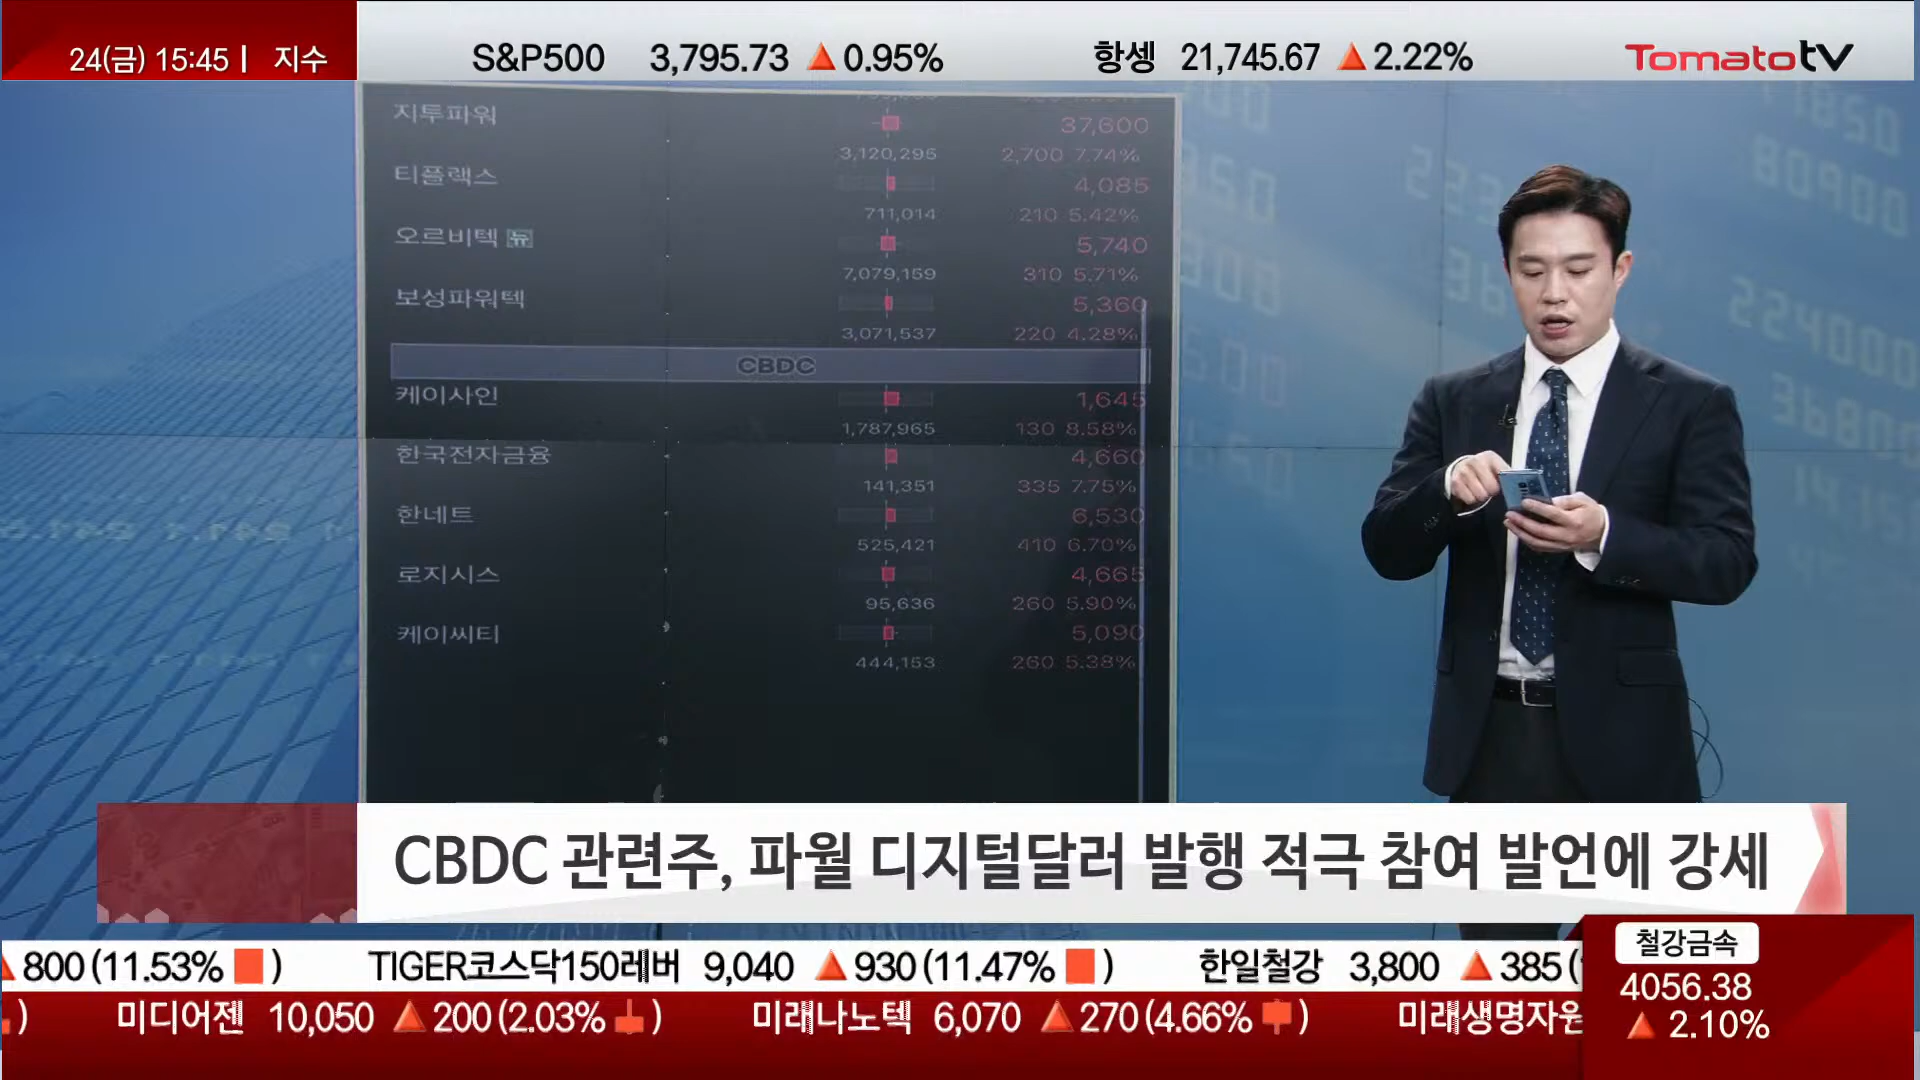 24(금) 15:45 | 지수
S&P500 3,795.73 ▲ 0.95%
항셍 21,745.67 ▲ 2.22%
Tomatotv
지투파워 37,600
3,120,295 2,700 7.74%
티플랙스 4,085
711,014 210 5.42%
오르비텍 뉴 5,740
7,079,159 310 5.71%
보성파워텍 5,360
3,071,537 220 4.28%
CBDC
케이사인 1,645
1,787,965 130 8.58%
한국전자금융 4,660
141,351 335 7.75%
한네트 6,530
525,421 410 6.70%
로지시스 4,665
95,636 260 5.90%
케이씨티 5,090
444,153 260 5.38%
CBDC 관련주, 파월 디지털달러 발행 적극 참여 발언에 강세
▲ 800 (11.53% ) TIGER코스닥150레버 9,040 ▲ 930 (11.47% ) 한일철강 3,800 ▲ 385 (
) 미디어젠 10,050 ▲ 200 (2.03% ) 미래나노텍 6,070 ▲ 270 (4.66% ) 미래생명자원
철강금속
4056.38
▲ 2.10%